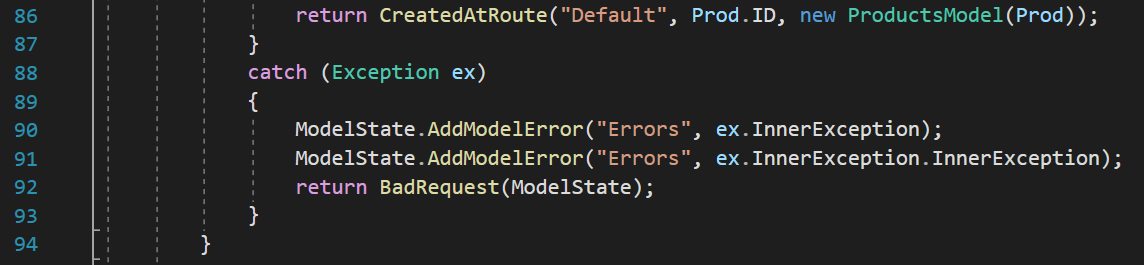 86 return CreatedAtRoute("Default", Prod.ID, new ProductsModel(Prod));
87 }
88 catch (Exception ex)
89 {
90 ModelState.AddModelError("Errors", ex.InnerException);
91 ModelState.AddModelError("Errors", ex.InnerException.InnerException);
92 return BadRequest(ModelState);
93 }
94 }